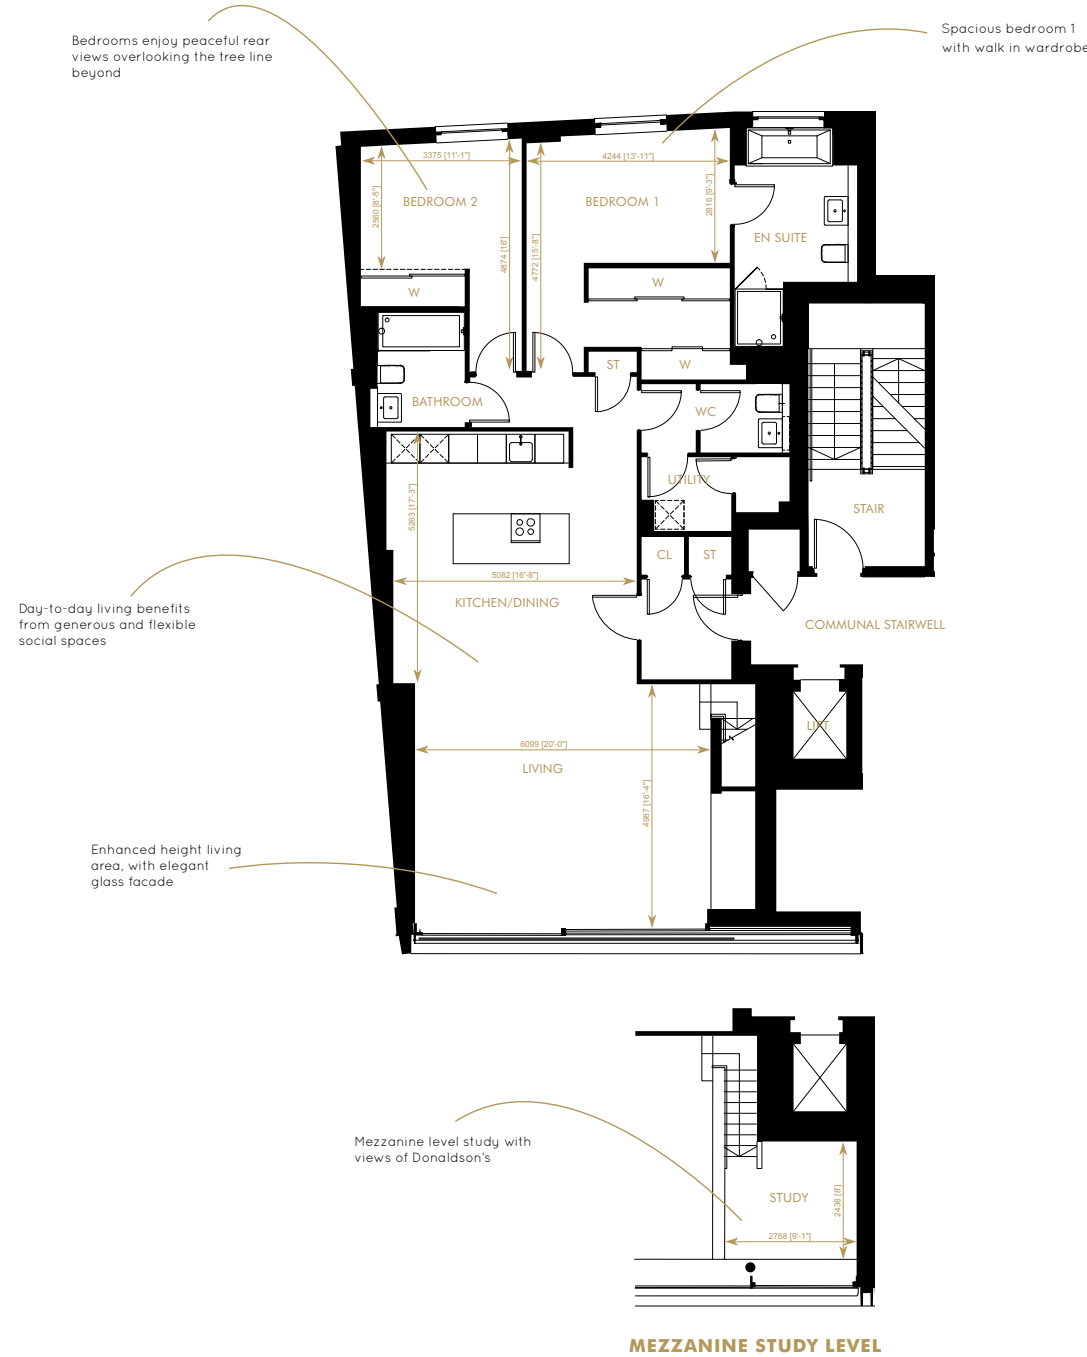 Bedrooms enjoy peaceful rear
views overlooking the tree line
beyond
Spacious bedroom 1
with walk in wardrobe
3375 [11'-1"]
4244 [13'-11"]
2560 [8'-5"]
BEDROOM 2
4874 [16']
4772 [15'-8"]
BEDROOM 1
2816 [9'-3"]
EN SUITE
W
W
ST
W
BATHROOM
WC
UTILITY
STAIR
5263 [17'-3"]
CL
ST
5082 [16'-8"]
KITCHEN/DINING
COMMUNAL STAIRWELL
Day-to-day living benefits
from generous and flexible
social spaces
LIFT
6099 [20'-0"]
LIVING
4987 [16'-4"]
Enhanced height living
area, with elegant
glass facade
Mezzanine level study with
views of Donaldson's
STUDY
2438 [8']
2768 [9'-1"]
MEZZANINE STUDY LEVEL